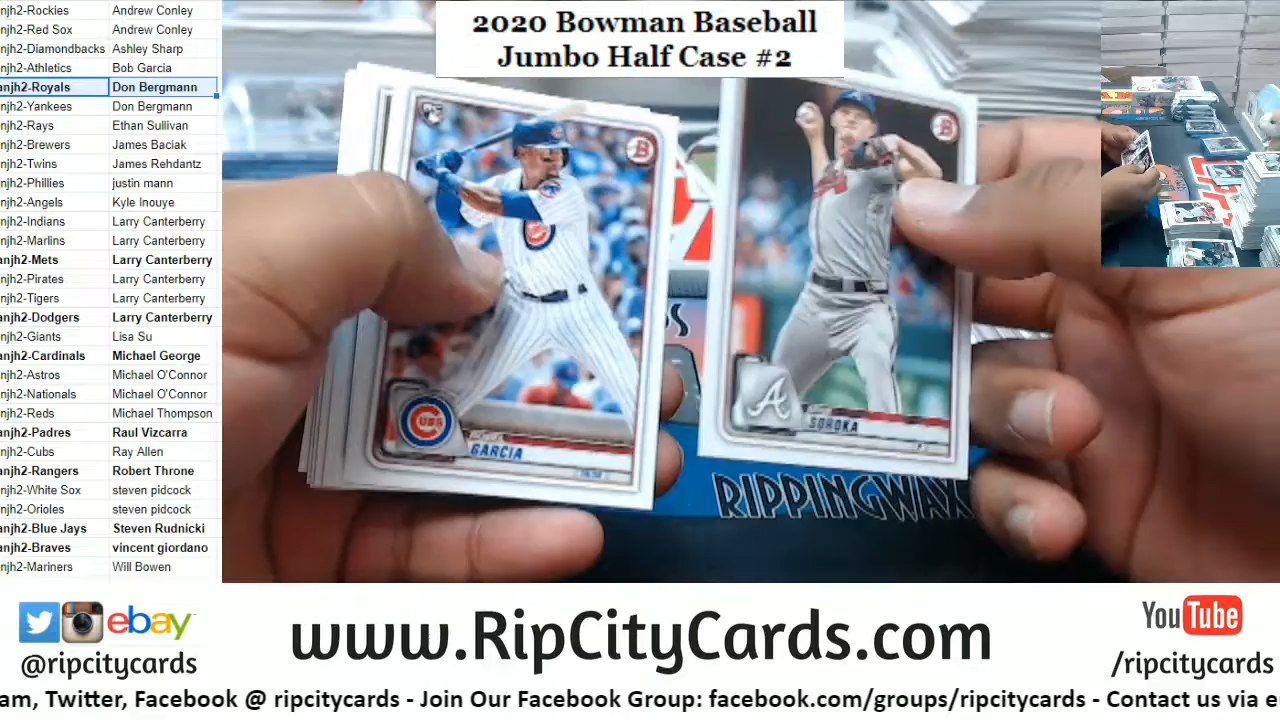 2020 Bowman Baseball
Jumbo Half Case #2
njh2-Rockies Andrew Conley
njh2-Red Sox Andrew Conley
njh2-Diamondbacks Ashley Sharp
njh2-Athletics Bob Garcia
anjh2-Royals Don Bergmann
njh2-Yankees Don Bergmann
njh2-Rays Ethan Sullivan
njh2-Brewers James Baciak
njh2-Twins James Rehdantz
njh2-Phillies justin mann
njh2-Angels Kyle Inouye
njh2-Indians Larry Canterberry
njh2-Marlins Larry Canterberry
anjh2-Mets Larry Canterberry
njh2-Pirates Larry Canterberry
njh2-Tigers Larry Canterberry
anjh2-Dodgers Larry Canterberry
njh2-Giants Lisa Su
anjh2-Cardinals Michael George
njh2-Astros Michael O'Connor
njh2-Nationals Michael O'Connor
njh2-Reds Michael Thompson
anjh2-Padres Raul Vizcarra
njh2-Cubs Ray Allen
anjh2-Rangers Robert Throne
njh2-White Sox steven pidcock
njh2-Orioles steven pidcock
anjh2-Blue Jays Steven Rudnicki
anjh2-Braves vincent giordano
njh2-Mariners Will Bowen
RC
B
CUBS
GARCIA
B
A
SOROKA
RIPPINGWAX
ebay
@ripcitycards
www.RipCityCards.com
YouTube
/ripcitycards
am, Twitter, Facebook @ ripcitycards - Join Our Facebook Group: facebook.com/groups/ripcitycards - Contact us via e